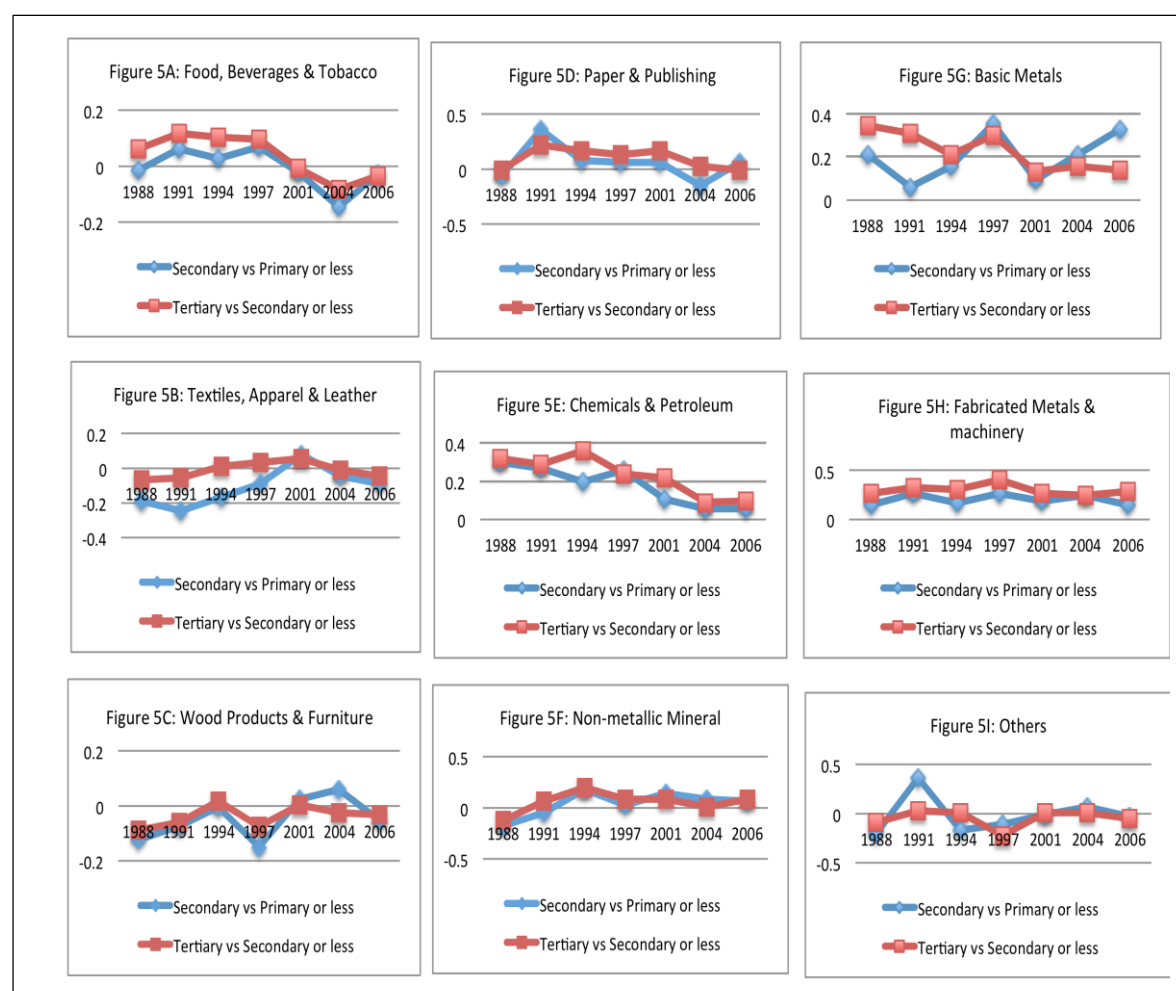 Figure 5A: Food, Beverages & Tobacco
0.2
0
-0.2
1988 1991 1994 1997 2001 2004 2006
Secondary vs Primary or less
Tertiary vs Secondary or less
Figure 5D: Paper & Publishing
0.5
0
-0.5
1988 1991 1994 1997 2001 2004 2006
Secondary vs Primary or less
Tertiary vs Secondary or less
Figure 5G: Basic Metals
0.4
0.2
0
1988 1991 1994 1997 2001 2004 2006
Secondary vs Primary or less
Tertiary vs Secondary or less
Figure 5B: Textiles, Apparel & Leather
0.2
0
-0.2
-0.4
1988 1991 1994 1997 2001 2004 2006
Secondary vs Primary or less
Tertiary vs Secondary or less
Figure 5E: Chemicals & Petroleum
0.4
0.2
0
1988 1991 1994 1997 2001 2004 2006
Secondary vs Primary or less
Tertiary vs Secondary or less
Figure 5H: Fabricated Metals &
machinery
0.5
0
1988 1991 1994 1997 2001 2004 2006
Secondary vs Primary or less
Tertiary vs Secondary or less
Figure 5C: Wood Products & Furniture
0.2
0
-0.2
1988 1991 1994 1997 2001 2004 2006
Secondary vs Primary or less
Tertiary vs Secondary or less
Figure 5F: Non-metallic Mineral
0.5
0
-0.5
1988 1991 1994 1997 2001 2004 2006
Secondary vs Primary or less
Tertiary vs Secondary or less
Figure 5I: Others
0.5
0
-0.5
1988 1991 1994 1997 2001 2004 2006
Secondary vs Primary or less
Tertiary vs Secondary or less